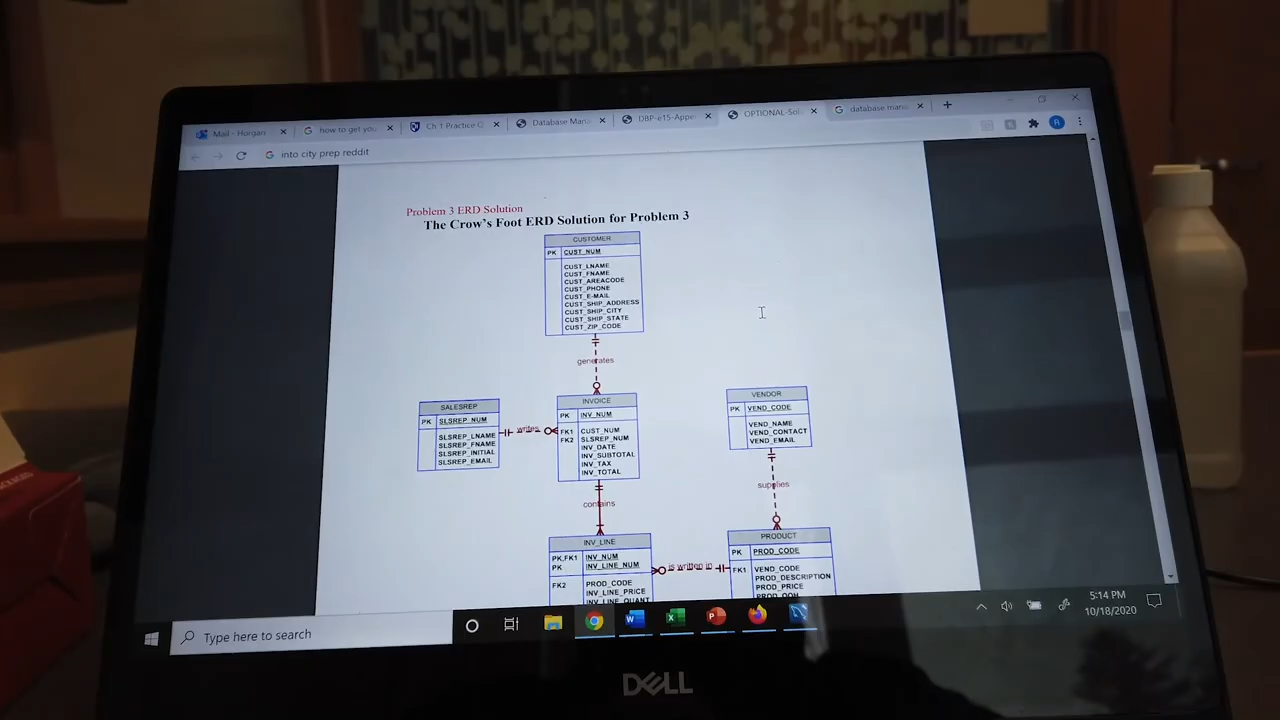 Mail - Horgan
how to get you
Ch 1 Practice Q
Database Mana
DBP-e15-Appe
OPTIONAL-Sol
database mana
into city prep reddit
R
Problem 3 ERD Solution
The Crow's Foot ERD Solution for Problem 3
CUSTOMER
PK CUST_NUM
CUST_LNAME
CUST_FNAME
CUST_AREACODE
CUST_PHONE
CUST_E-MAIL
CUST_SHIP_ADDRESS
CUST_SHIP_CITY
CUST_SHIP_STATE
CUST_ZIP_CODE
generates
SALESREP
PK SLSREP_NUM
SLSREP_LNAME
SLSREP_FNAME
SLSREP_INITIAL
SLSREP_EMAIL
writes
INVOICE
PK INV_NUM
FK1 CUST_NUM
FK2 SLSREP_NUM
INV_DATE
INV_SUBTOTAL
INV_TAX
INV_TOTAL
VENDOR
PK VEND_CODE
VEND_NAME
VEND_CONTACT
VEND_EMAIL
contains
supplies
INV_LINE
PK,FK1 INV_NUM
PK INV_LINE_NUM
FK2 PROD_CODE
INV_LINE_PRICE
INV_LINE_QUANT
is written in
PRODUCT
PK PROD_CODE
FK1 VEND_CODE
PROD_DESCRIPTION
PROD_PRICE
PROD_QOH
Type here to search
5:14 PM
10/18/2020
DELL